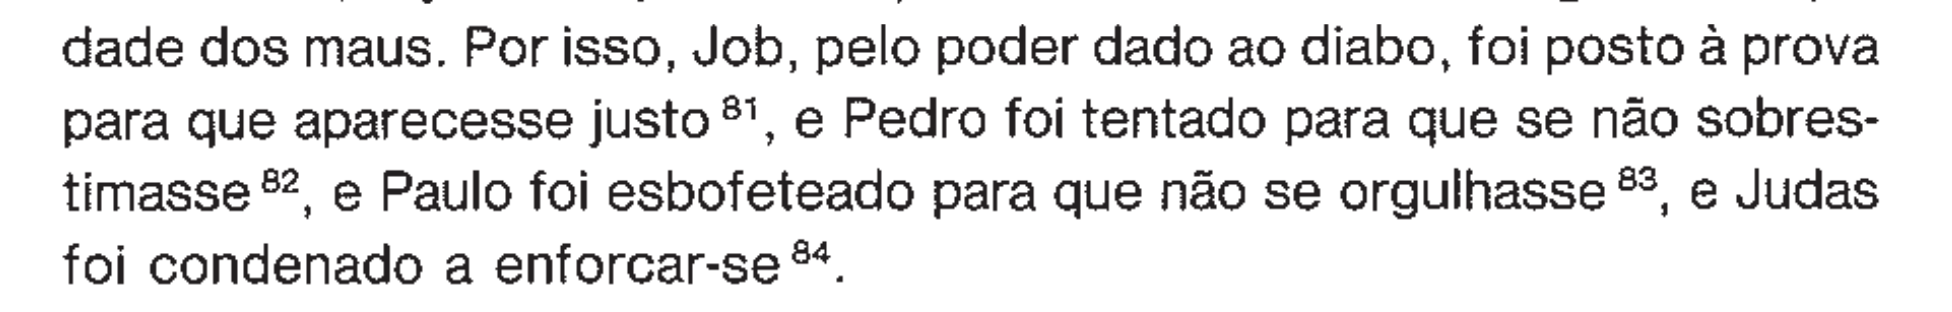 dade dos maus. Por isso, Job, pelo poder dado ao diabo, foi posto à prova
para que aparecesse justo 81, e Pedro foi tentado para que se não sobres-
timasse 82, e Paulo foi esbofeteado para que não se orgulhasse 83, e Judas
foi condenado a enforcar-se 84.